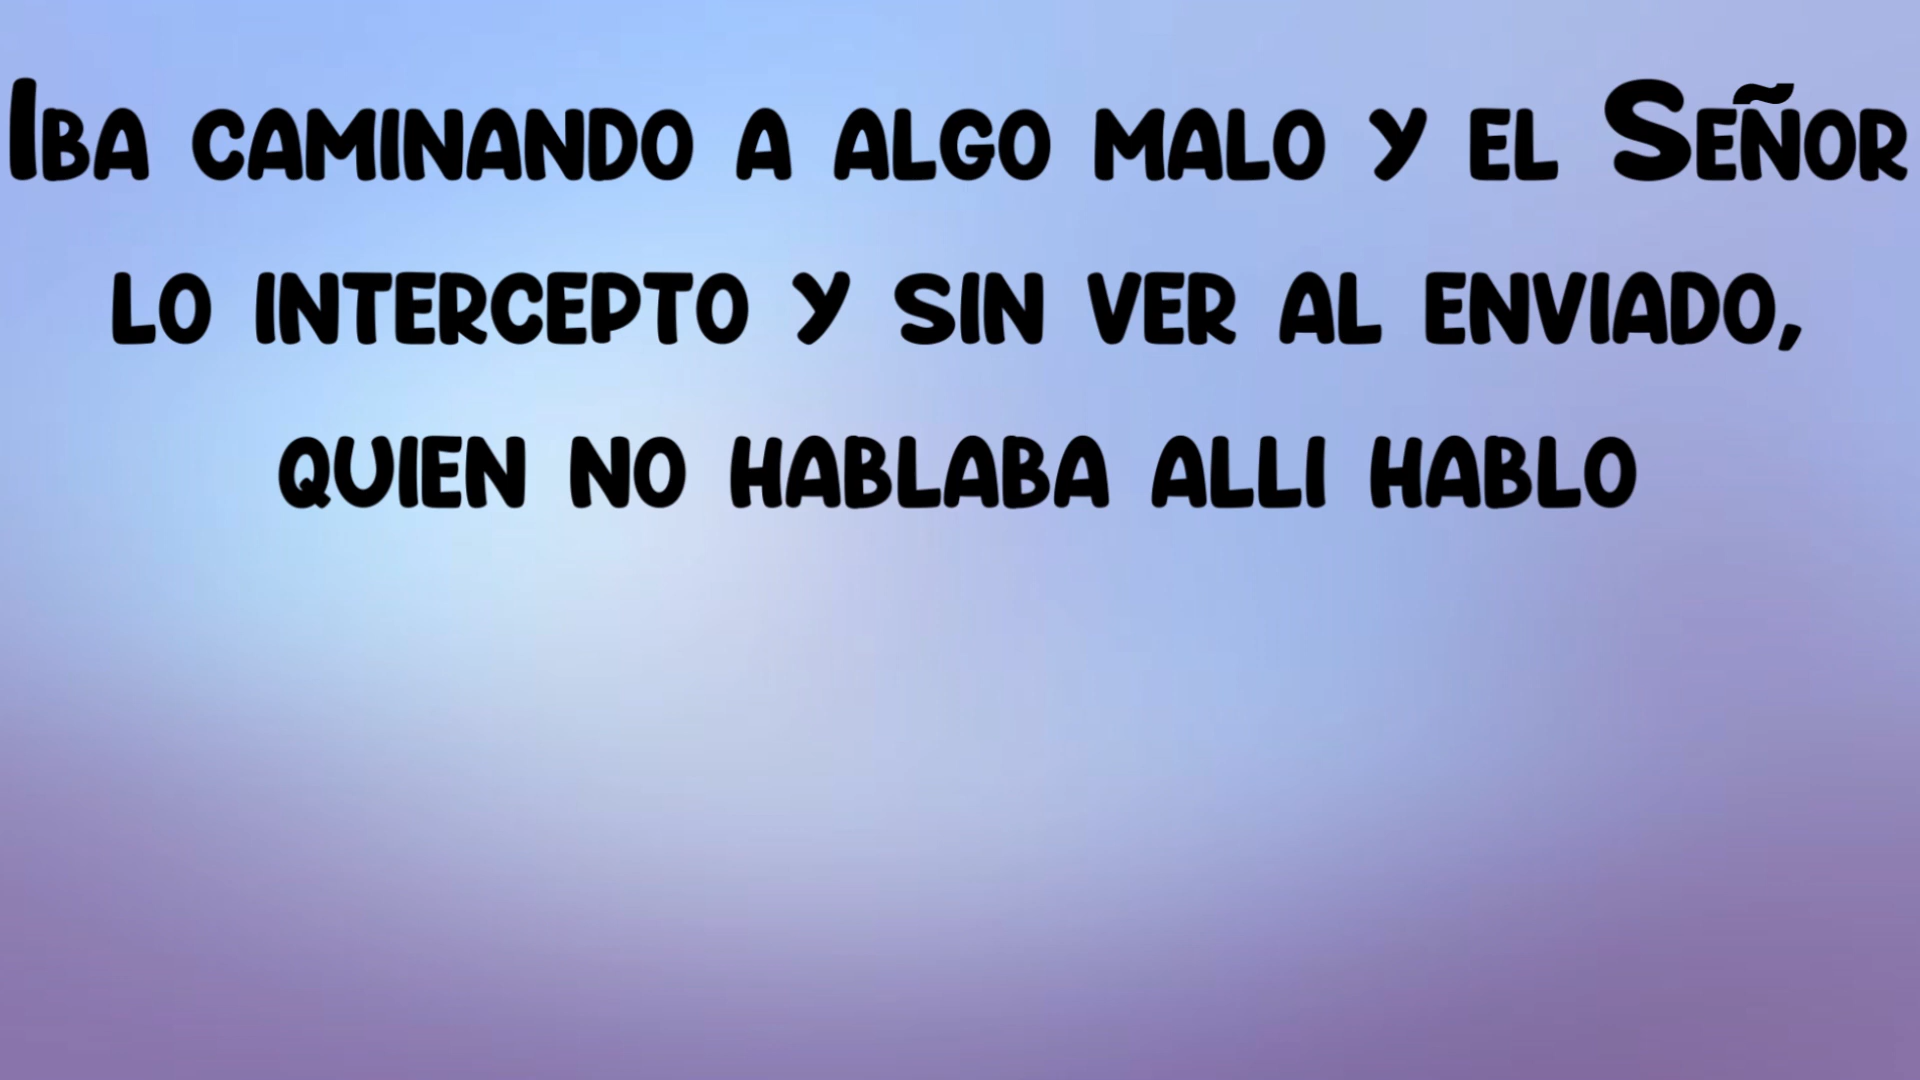 Iba caminando a algo malo y el Señor
lo intercepto y sin ver al enviado,
quien no hablaba alli hablo